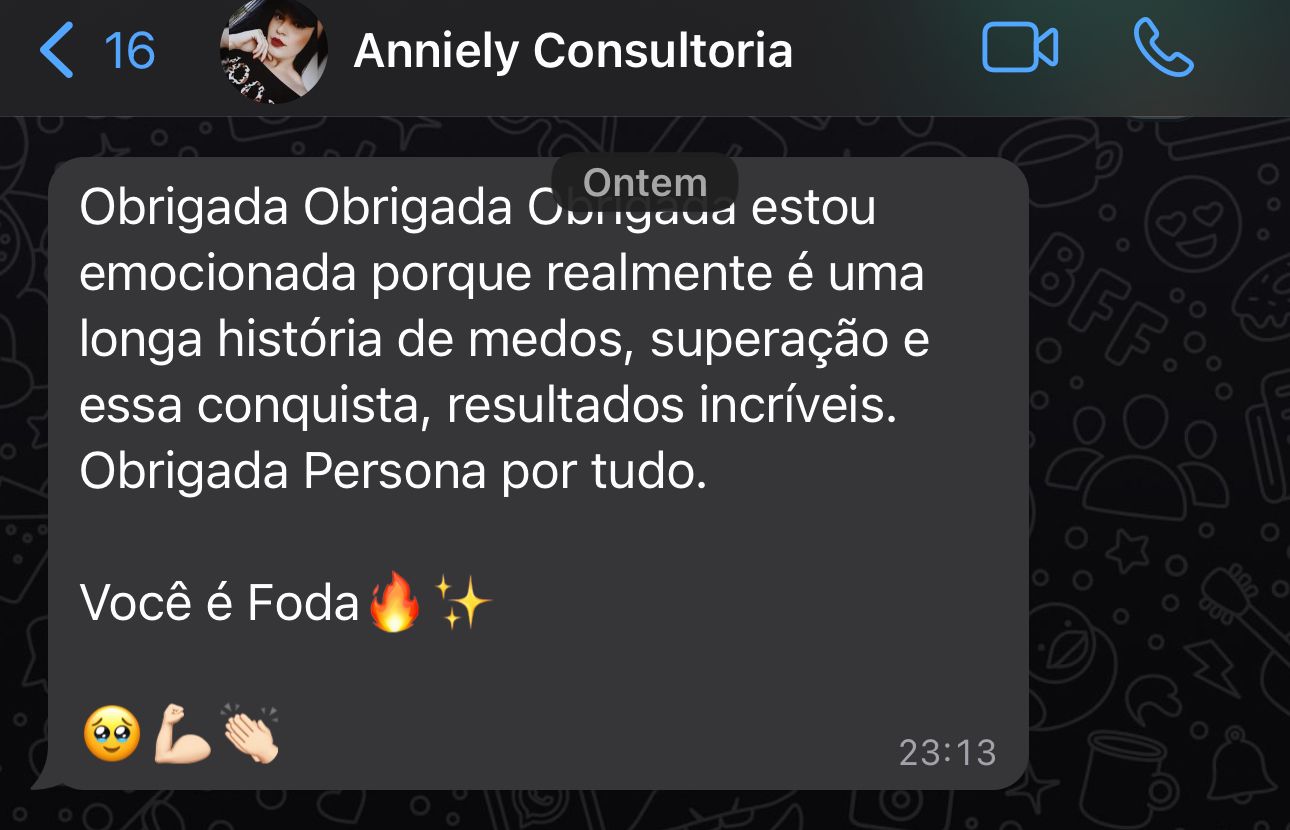 16
Anniely Consultoria
Ontem
Obrigada Obrigada Obrigada estou
emocionada porque realmente é uma
longa história de medos, superação e
essa conquista, resultados incríveis.
Obrigada Persona por tudo.
Você é Foda🔥✨
🥹💪🏻👏🏻
23:13
BFF